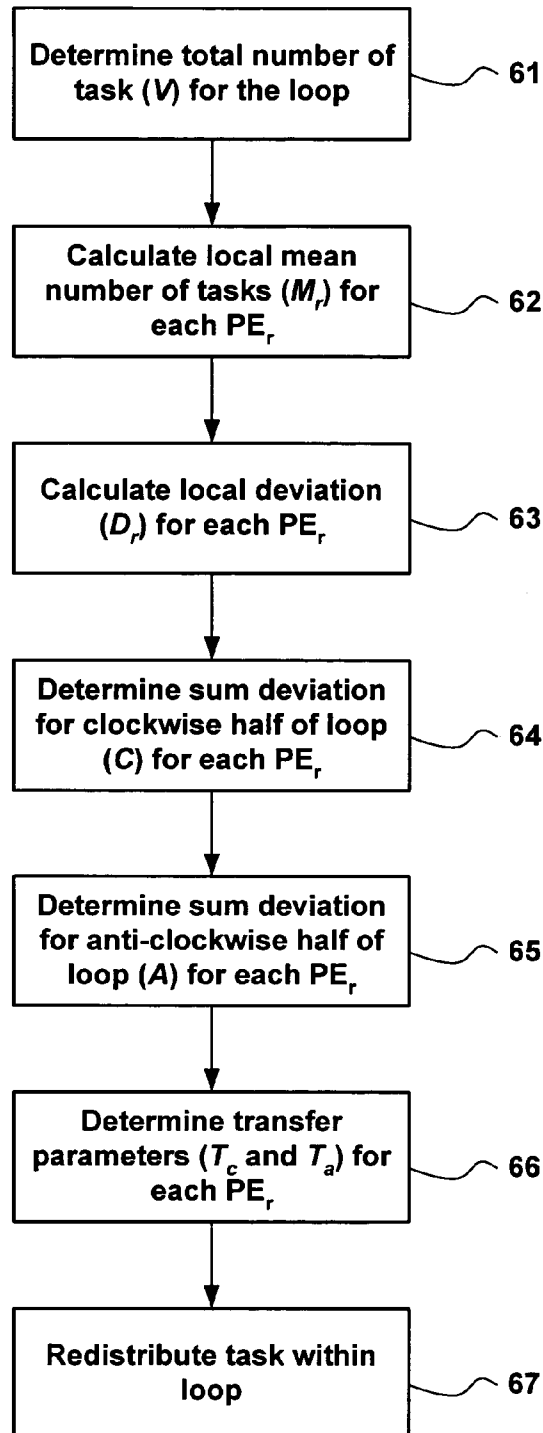 Determine total number of
task (V) for the loop
61
Calculate local mean
number of tasks (Mr) for
each PEr
62
Calculate local deviation
(Dr) for each PEr
63
Determine sum deviation
for clockwise half of loop
(C) for each PEr
64
Determine sum deviation
for anti-clockwise half of
loop (A) for each PEr
65
Determine transfer
parameters (Tc and Ta) for
each PEr
66
Redistribute task within
loop
67